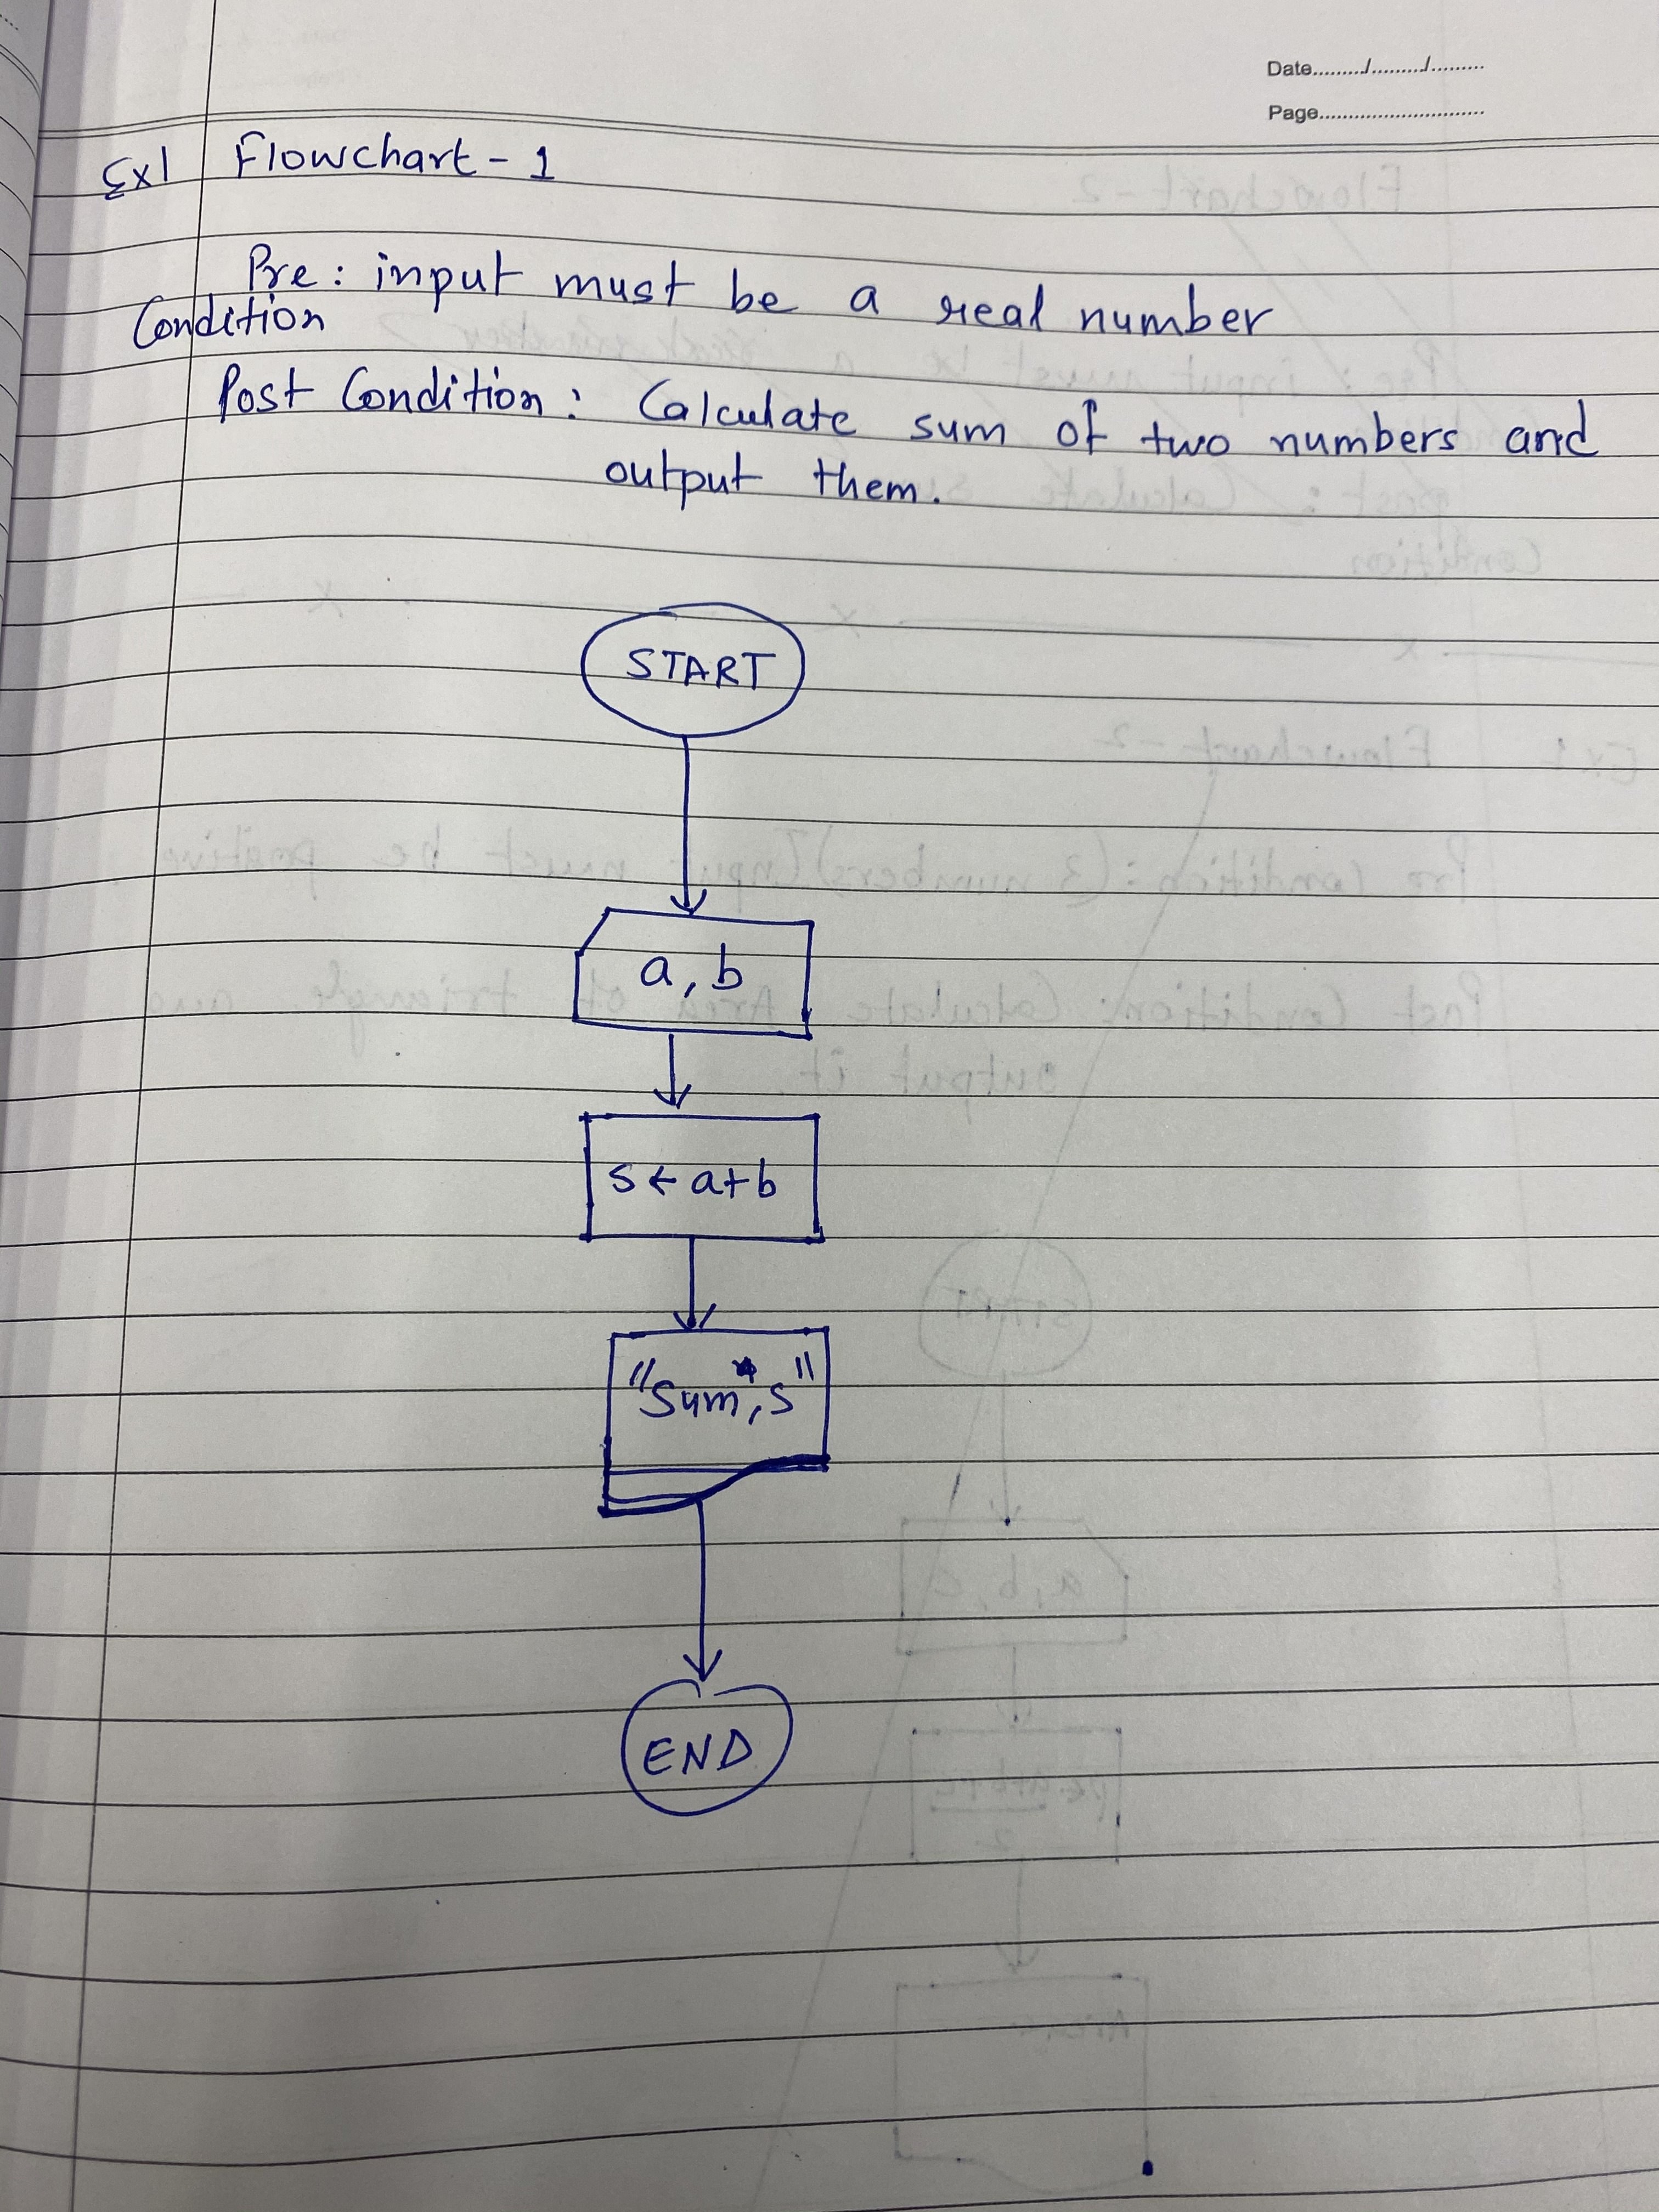 Date........./........./.........
Page............................
Ex1 Flowchart - 1
Pre : input must be a real number
Condition
Post Condition : Calculate sum of two numbers and
output them.
START
a, b
s ← a+b
"Sum, s"
END